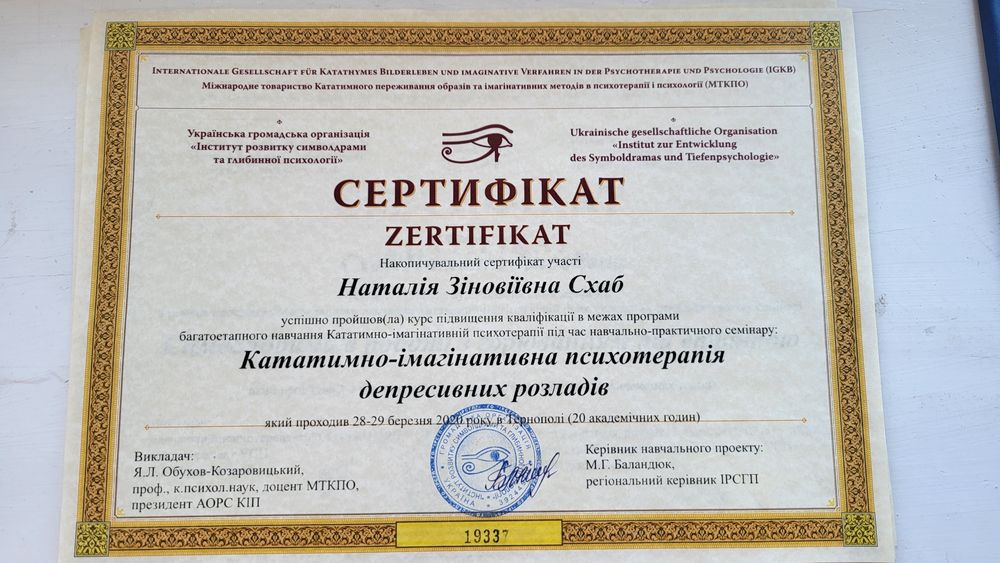 Internationale Gesellschaft für Katathymes Bilderleben und imaginative Verfahren in der Psychotherapie und Psychologie (IGKB)
Міжнародне товариство Кататимного переживання образів та імагінативних методів в психотерапії і психології (МТКПО)
Українська громадська організація
«Інститут розвитку символдрами
та глибинної психології»
Ukrainische gesellschaftliche Organisation
«Institut zur Entwicklung
des Symboldramas und Tiefenpsychologie»
СЕРТИФІКАТ
ZERTIFIKAT
Накопичувальний сертифікат участі
Наталія Зіновіївна Схаб
успішно пройшов(ла) курс підвищення кваліфікації в межах програми
багатоетапного навчання Кататимно-імагінативній психотерапії під час навчально-практичного семінару:
Кататимно-імагінативна психотерапія
депресивних розладів
який проходив 28-29 березня 2020 року, в Тернополі (20 академічних годин)
Викладач:
Я.Л. Обухов-Козаровицький,
проф., к.психол.наук, доцент МТКПО,
президент АОРС КІП
Керівник навчального проекту:
М.Г. Баландюк,
регіональний керівник ІРСГП
19337